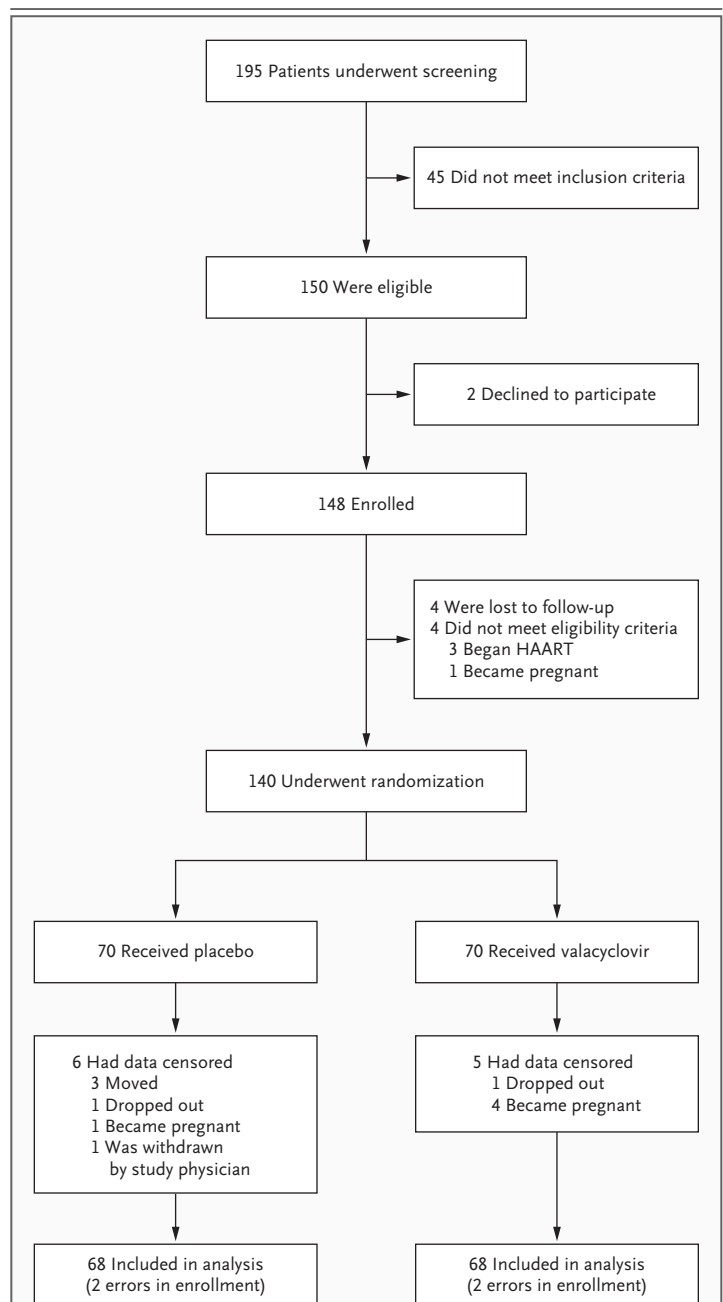 195 Patients underwent screening
45 Did not meet inclusion criteria
150 Were eligible
2 Declined to participate
148 Enrolled
4 Were lost to follow-up
4 Did not meet eligibility criteria
3 Began HAART
1 Became pregnant
140 Underwent randomization
70 Received placebo
70 Received valacyclovir
6 Had data censored
3 Moved
1 Dropped out
1 Became pregnant
1 Was withdrawn
by study physician
5 Had data censored
1 Dropped out
4 Became pregnant
68 Included in analysis
(2 errors in enrollment)
68 Included in analysis
(2 errors in enrollment)